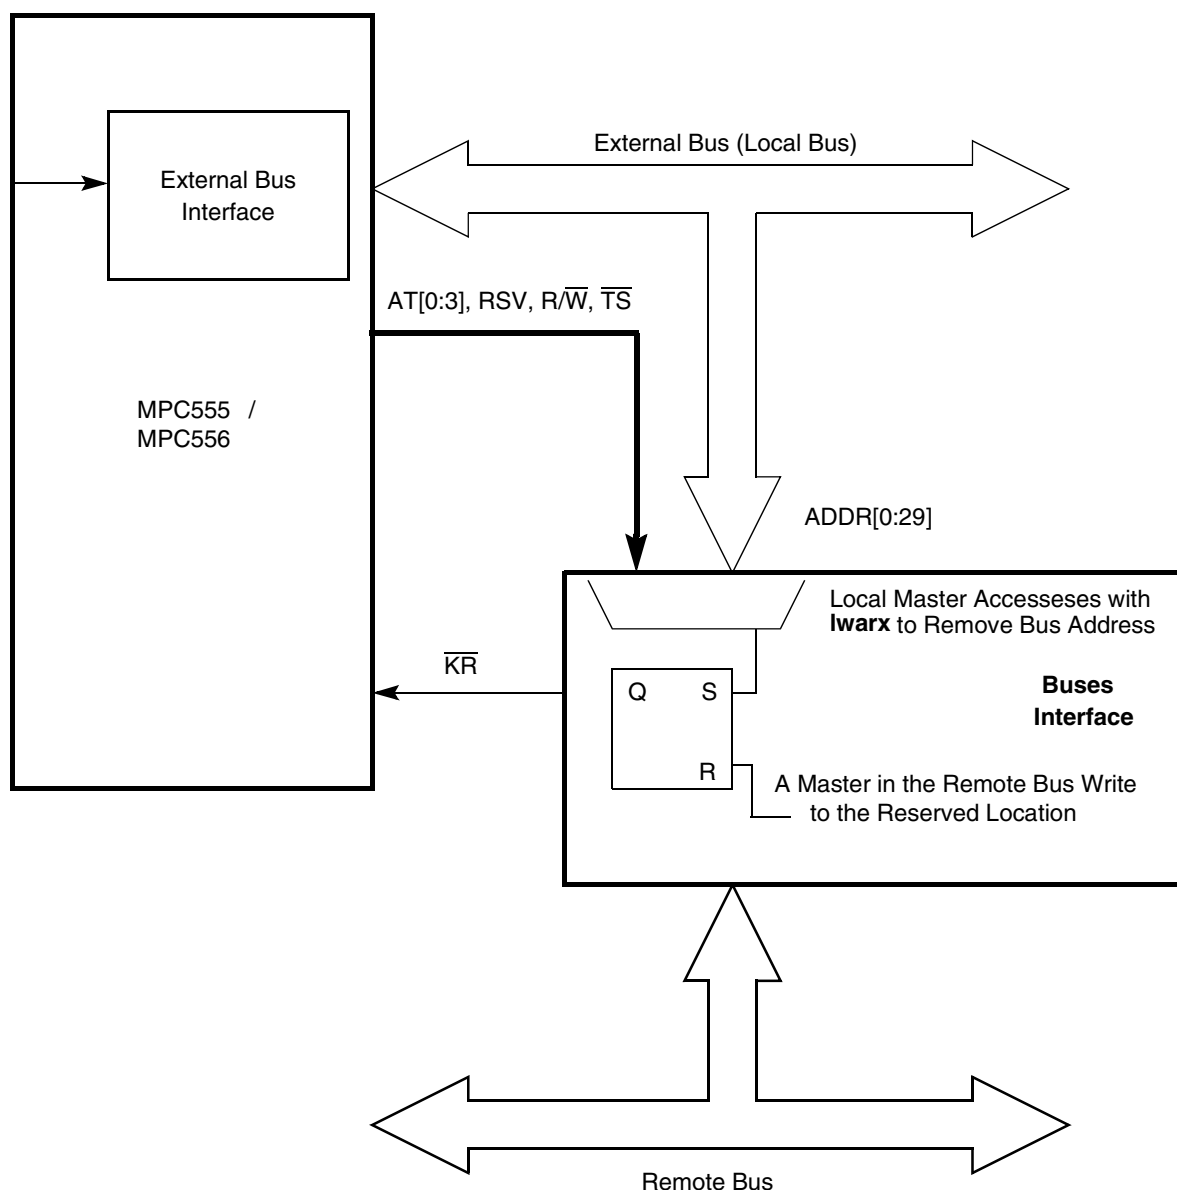 External Bus (Local Bus)
External Bus
Interface
AT[0:3], RSV, R/W̅, T̅S̅
MPC555 /
MPC556
ADDR[0:29]
Local Master Accesseses with
lwarx to Remove Bus Address
K̅R̅
Q S
Buses
Interface
R
A Master in the Remote Bus Write
to the Reserved Location
Remote Bus